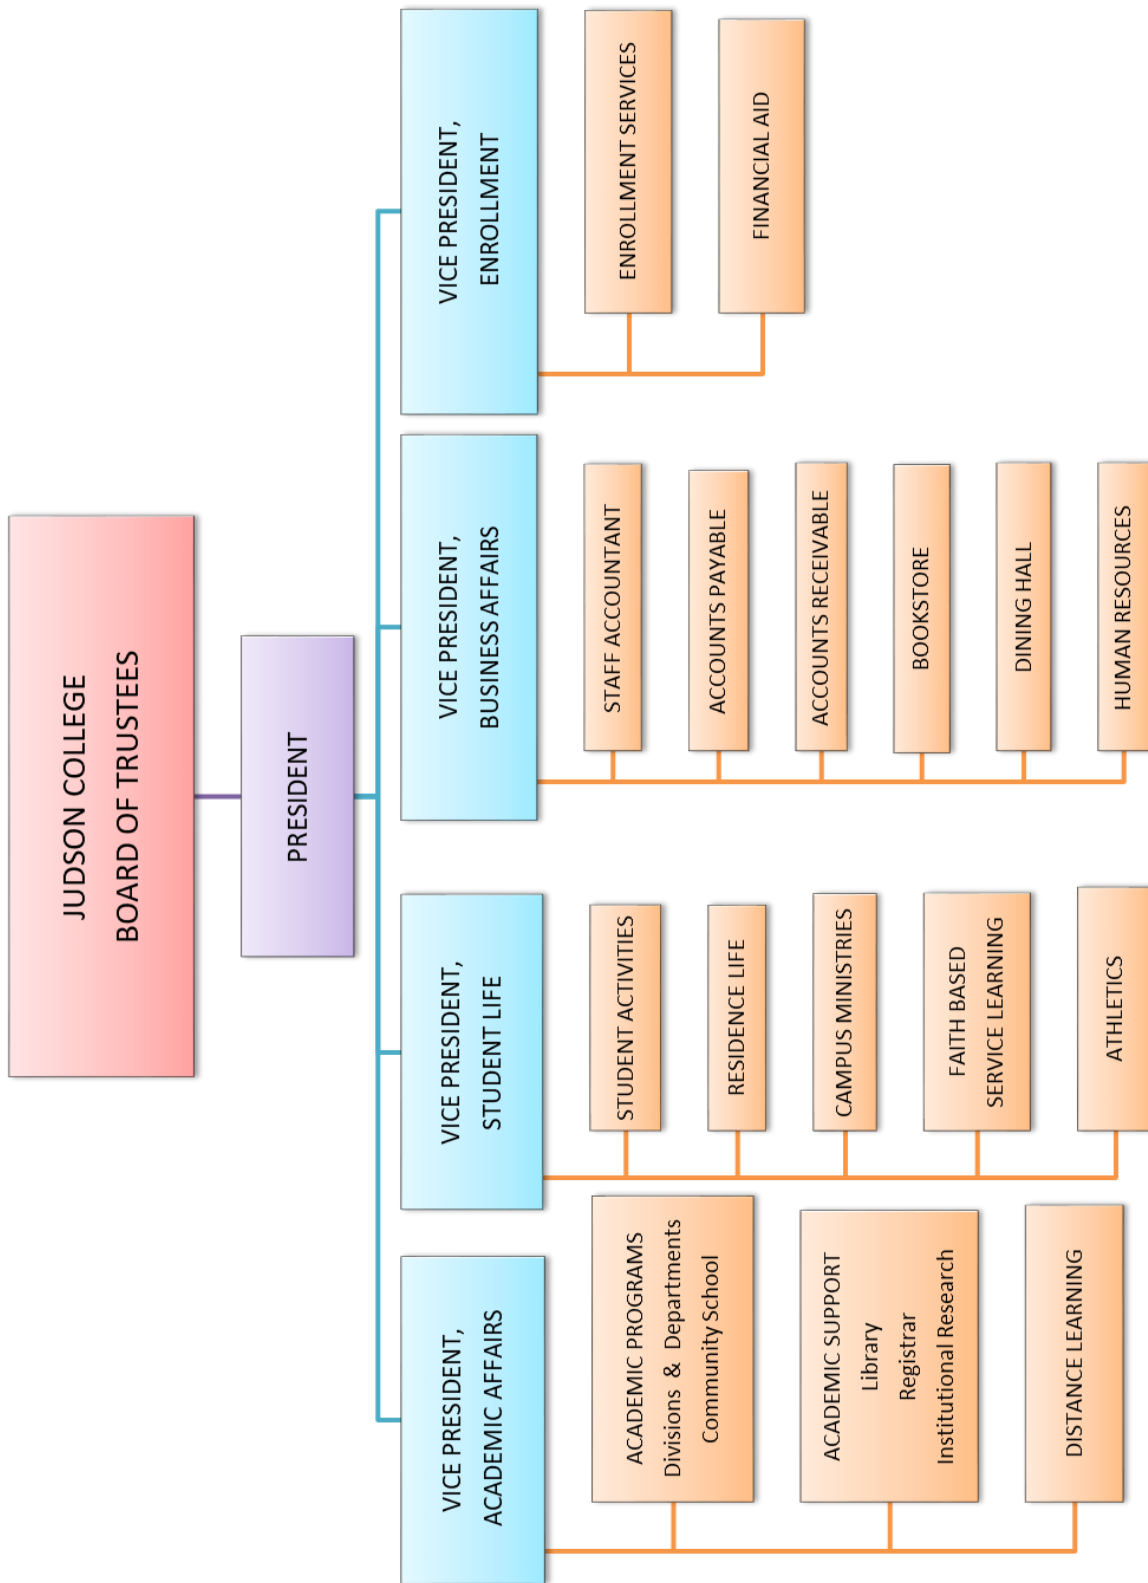 JUDSON COLLEGE
BOARD OF TRUSTEES
PRESIDENT
VICE PRESIDENT,
ACADEMIC AFFAIRS
ACADEMIC PROGRAMS
Divisions & Departments
Community School
ACADEMIC SUPPORT
Library
Registrar
Institutional Research
DISTANCE LEARNING
VICE PRESIDENT,
STUDENT LIFE
STUDENT ACTIVITIES
RESIDENCE LIFE
CAMPUS MINISTRIES
FAITH BASED
SERVICE LEARNING
ATHLETICS
VICE PRESIDENT,
BUSINESS AFFAIRS
STAFF ACCOUNTANT
ACCOUNTS PAYABLE
ACCOUNTS RECEIVABLE
BOOKSTORE
DINING HALL
HUMAN RESOURCES
VICE PRESIDENT,
ENROLLMENT
ENROLLMENT SERVICES
FINANCIAL AID